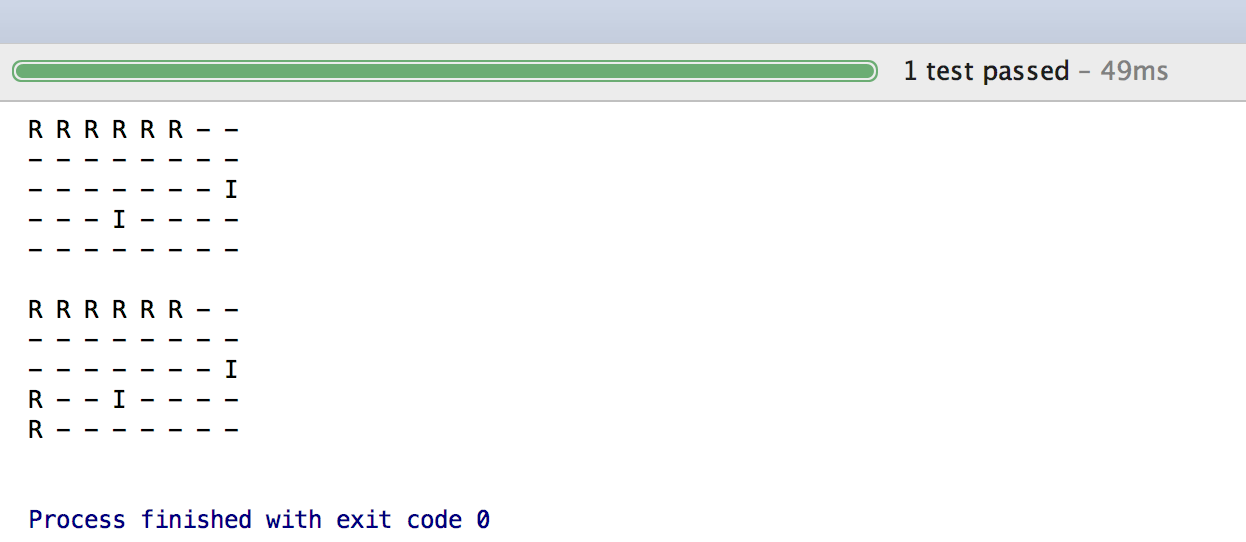 1 test passed – 49ms
R R R R R R – –
– – – – – – – –
– – – – – – – I
– – – I – – – –
– – – – – – – –
R R R R R R – –
– – – – – – – –
– – – – – – – I
R – – I – – – –
R – – – – – – –
Process finished with exit code 0